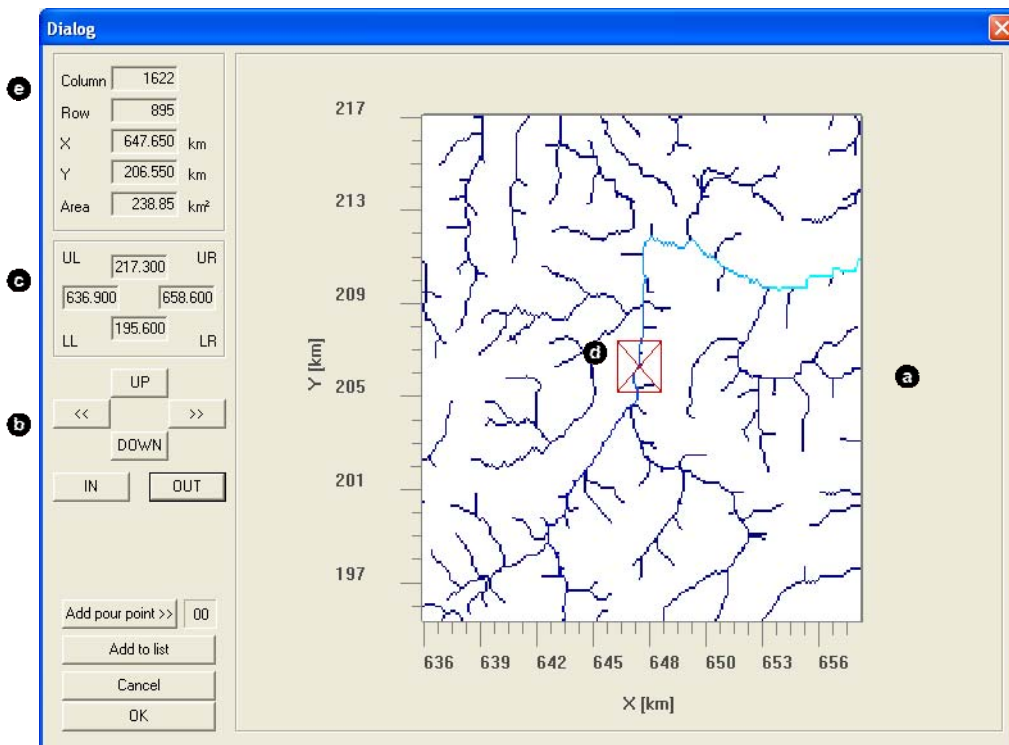 Dialog
e
Column 1622
Row 895
X 647.650 km
Y 206.550 km
Area 238.85 km²
c
UL 217.300 UR
636.900 658.600
LL 195.600 LR
b
UP
<< >>
DOWN
IN OUT
Add pour point >> 00
Add to list
Cancel
OK
217
213
209
205
201
197
Y [km]
d
a
636 639 642 645 648 650 653 656
X [km]